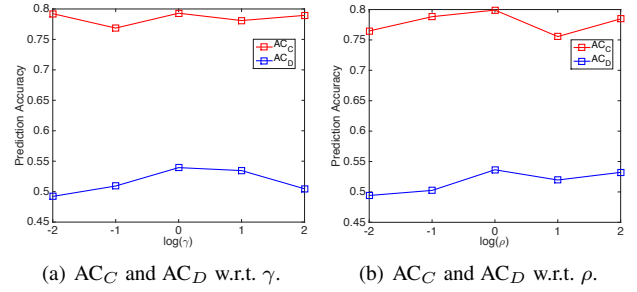 0.8
0.75
0.7
0.65
0.6
0.55
0.5
0.45
Prediction Accuracy
AC_C
AC_D
-2 -1 0 1 2
log(γ)
(a) AC_C and AC_D w.r.t. γ.
0.8
0.75
0.7
0.65
0.6
0.55
0.5
0.45
Prediction Accuracy
AC_C
AC_D
-2 -1 0 1 2
log(ρ)
(b) AC_C and AC_D w.r.t. ρ.